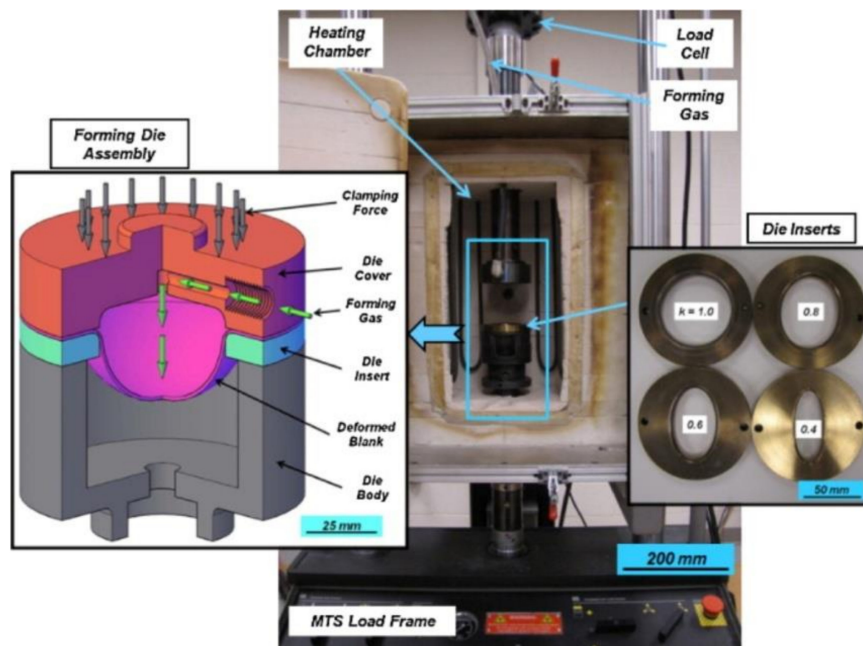 Heating
Chamber
Load
Cell
Forming
Gas
Forming Die
Assembly
Clamping
Force
Die
Cover
Forming
Gas
Die
Insert
Deformed
Blank
Die
Body
25 mm
Die Inserts
k = 1.0
0.8
0.6
0.4
50 mm
200 mm
MTS Load Frame